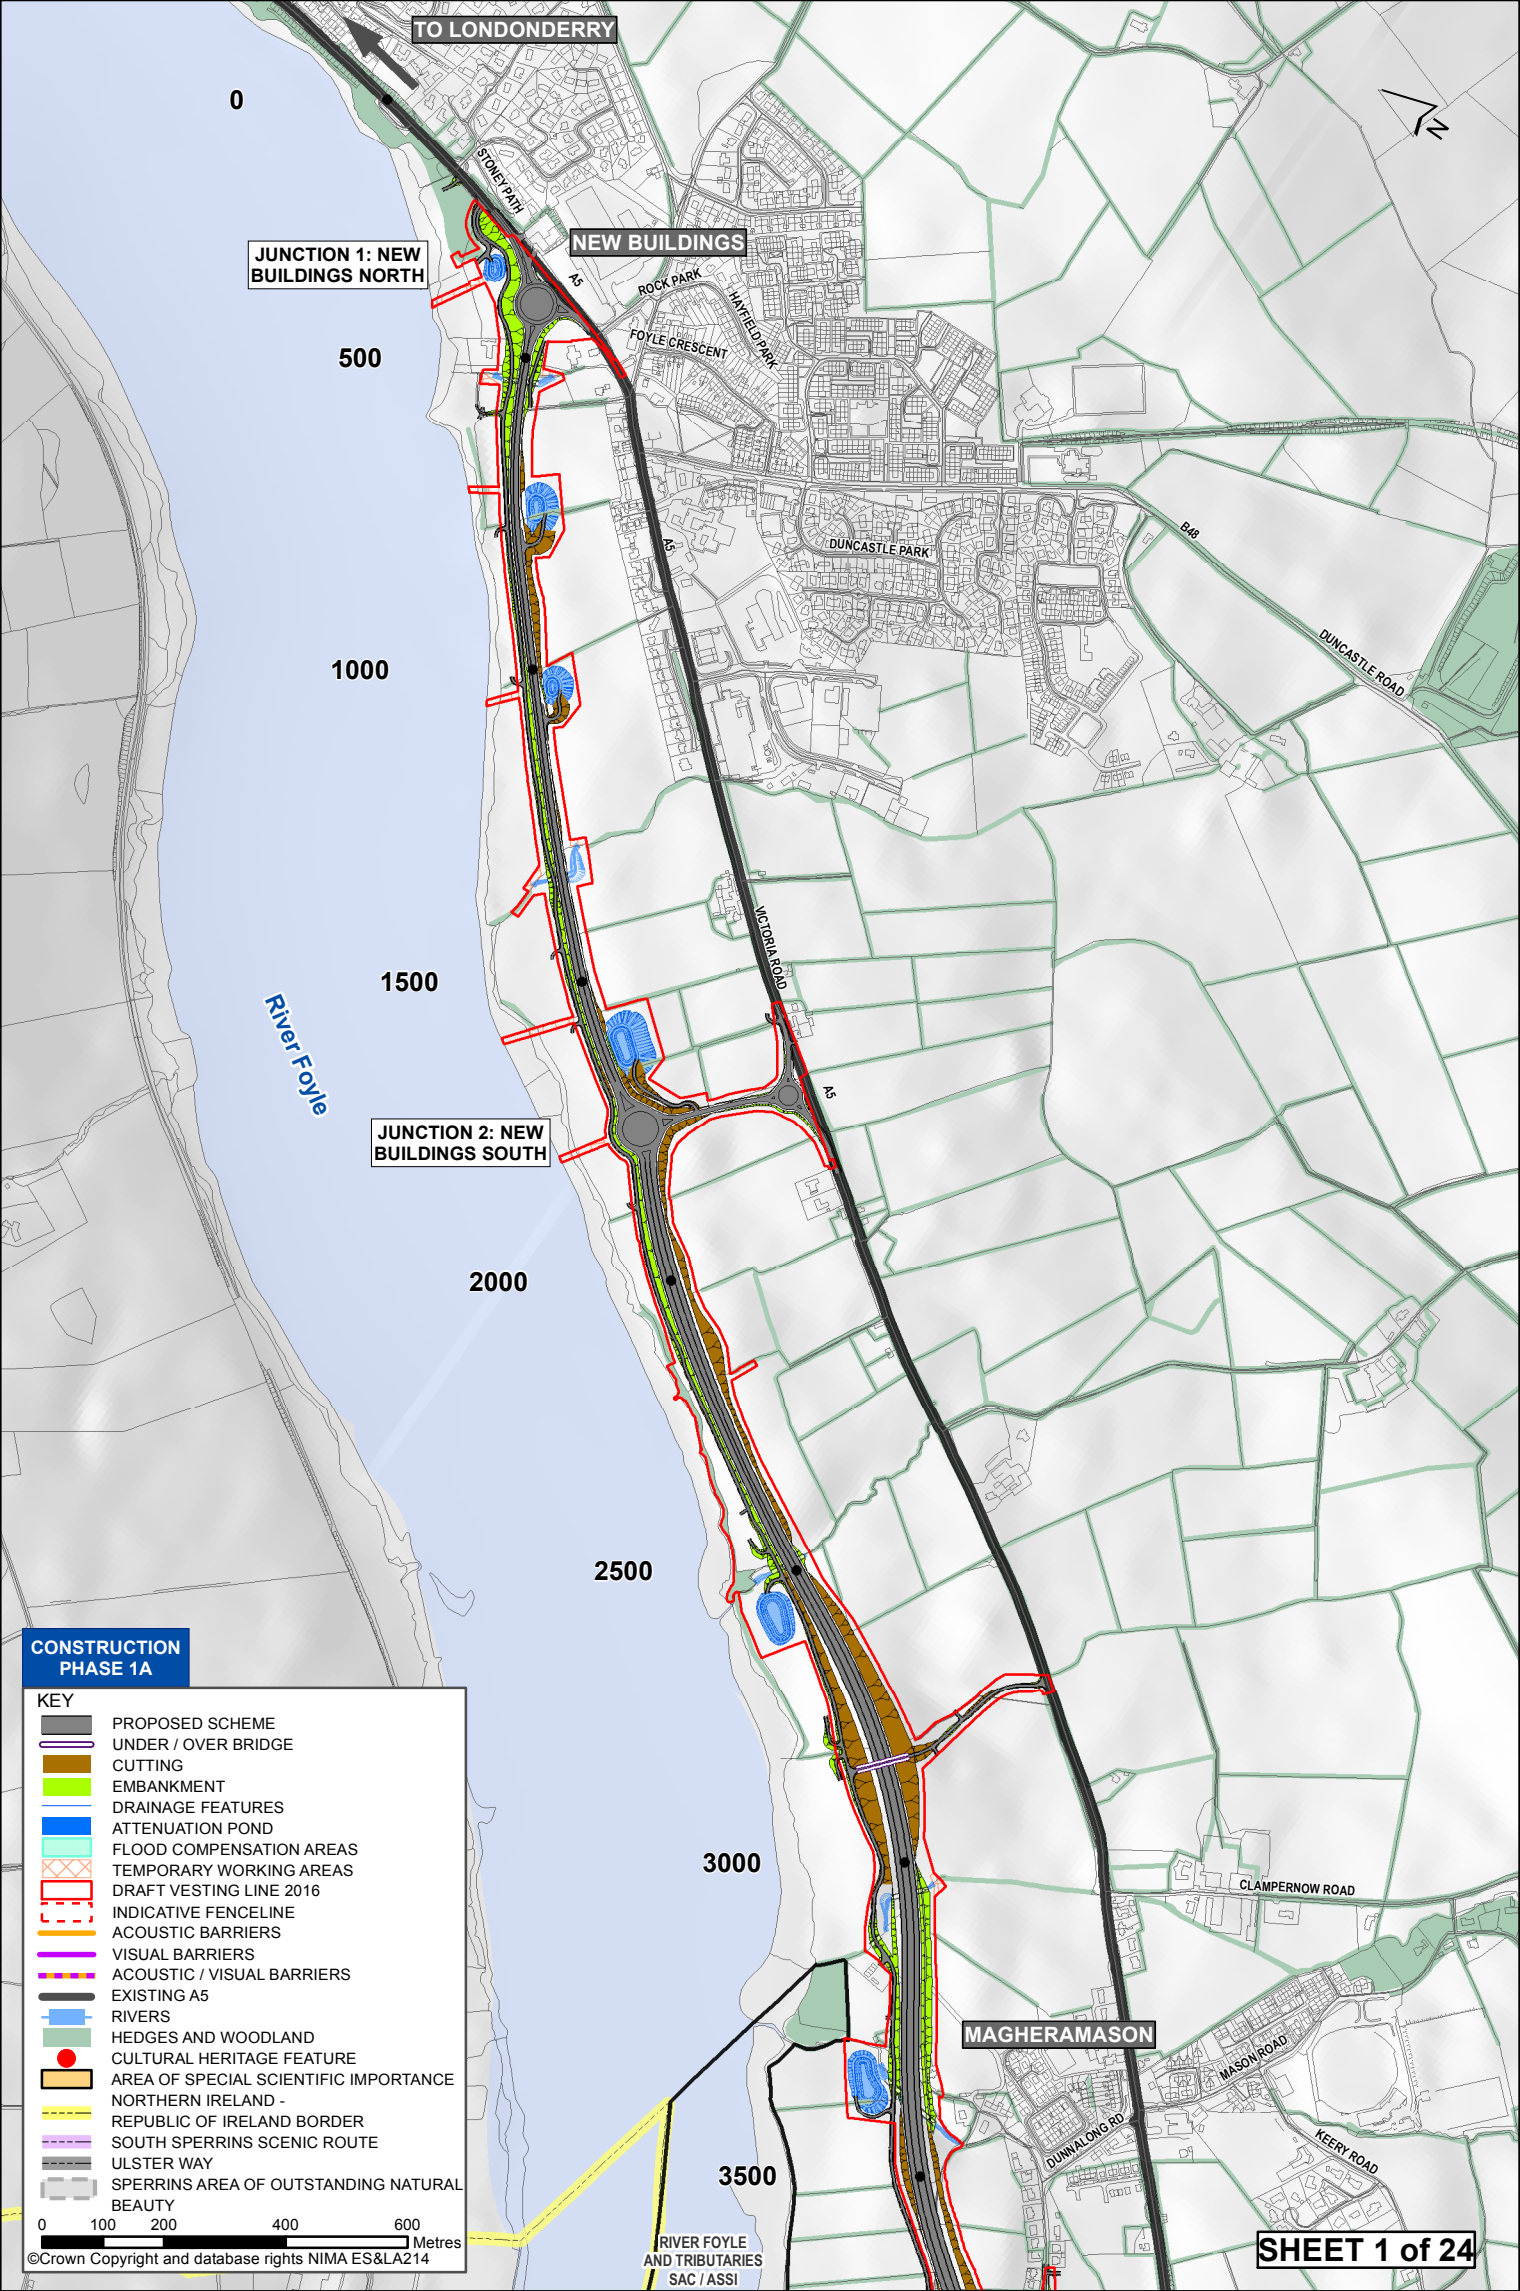 TO LONDONDERRY
0
N
STONEY PATH
JUNCTION 1: NEW
BUILDINGS NORTH
NEW BUILDINGS
A5
ROCK PARK
HAYFIELD PARK
FOYLE CRESCENT
500
A5
DUNCASTLE PARK
B48
DUNCASTLE ROAD
1000
VICTORIA ROAD
1500
River Foyle
A5
JUNCTION 2: NEW
BUILDINGS SOUTH
2000
2500
3000
CLAMPERNOW ROAD
MAGHERAMASON
MASON ROAD
DUNNALONG RD
KEERY ROAD
3500
RIVER FOYLE
AND TRIBUTARIES
SAC / ASSI
CONSTRUCTION
PHASE 1A
KEY
PROPOSED SCHEME
UNDER / OVER BRIDGE
CUTTING
EMBANKMENT
DRAINAGE FEATURES
ATTENUATION POND
FLOOD COMPENSATION AREAS
TEMPORARY WORKING AREAS
DRAFT VESTING LINE 2016
INDICATIVE FENCELINE
ACOUSTIC BARRIERS
VISUAL BARRIERS
ACOUSTIC / VISUAL BARRIERS
EXISTING A5
RIVERS
HEDGES AND WOODLAND
CULTURAL HERITAGE FEATURE
AREA OF SPECIAL SCIENTIFIC IMPORTANCE
NORTHERN IRELAND -
REPUBLIC OF IRELAND BORDER
SOUTH SPERRINS SCENIC ROUTE
ULSTER WAY
SPERRINS AREA OF OUTSTANDING NATURAL
BEAUTY
0 100 200 400 600
Metres
©Crown Copyright and database rights NIMA ES&LA214
SHEET 1 of 24